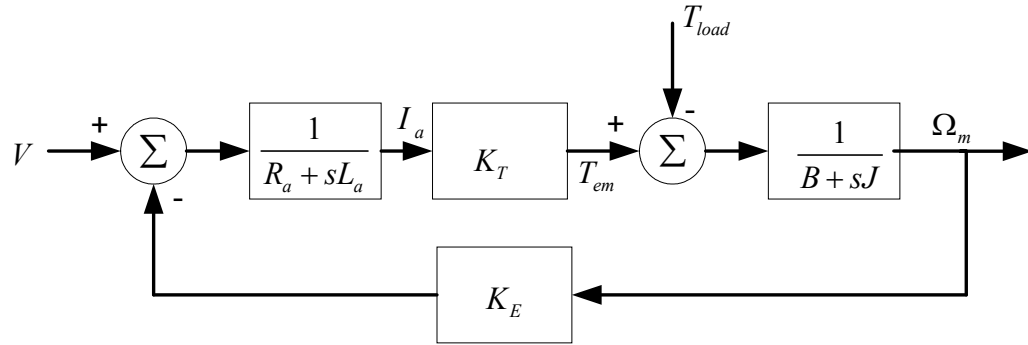 T_load
-
+
V
Σ
-
1
R_a + sL_a
I_a
K_T
+
T_em
Σ
1
B + sJ
Ω_m
K_E